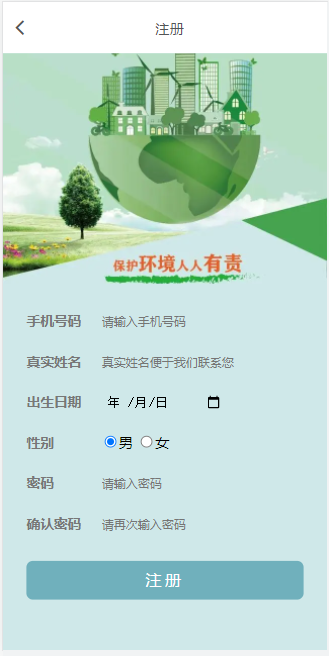 注册
保护环境人人有责
手机号码 请输入手机号码
真实姓名 真实姓名便于我们联系您
出生日期 年 /月/日
性别 男 女
密码 请输入密码
确认密码 请再次输入密码
注册